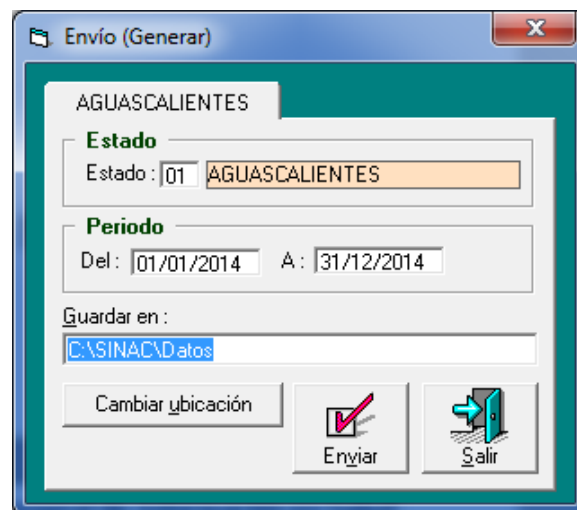 Envío (Generar)
AGUASCALIENTES
Estado
Estado : 01 AGUASCALIENTES
Periodo
Del : 01/01/2014 A : 31/12/2014
Guardar en :
C:\SINAC\Datos
Cambiar ubicación
Enviar
Salir